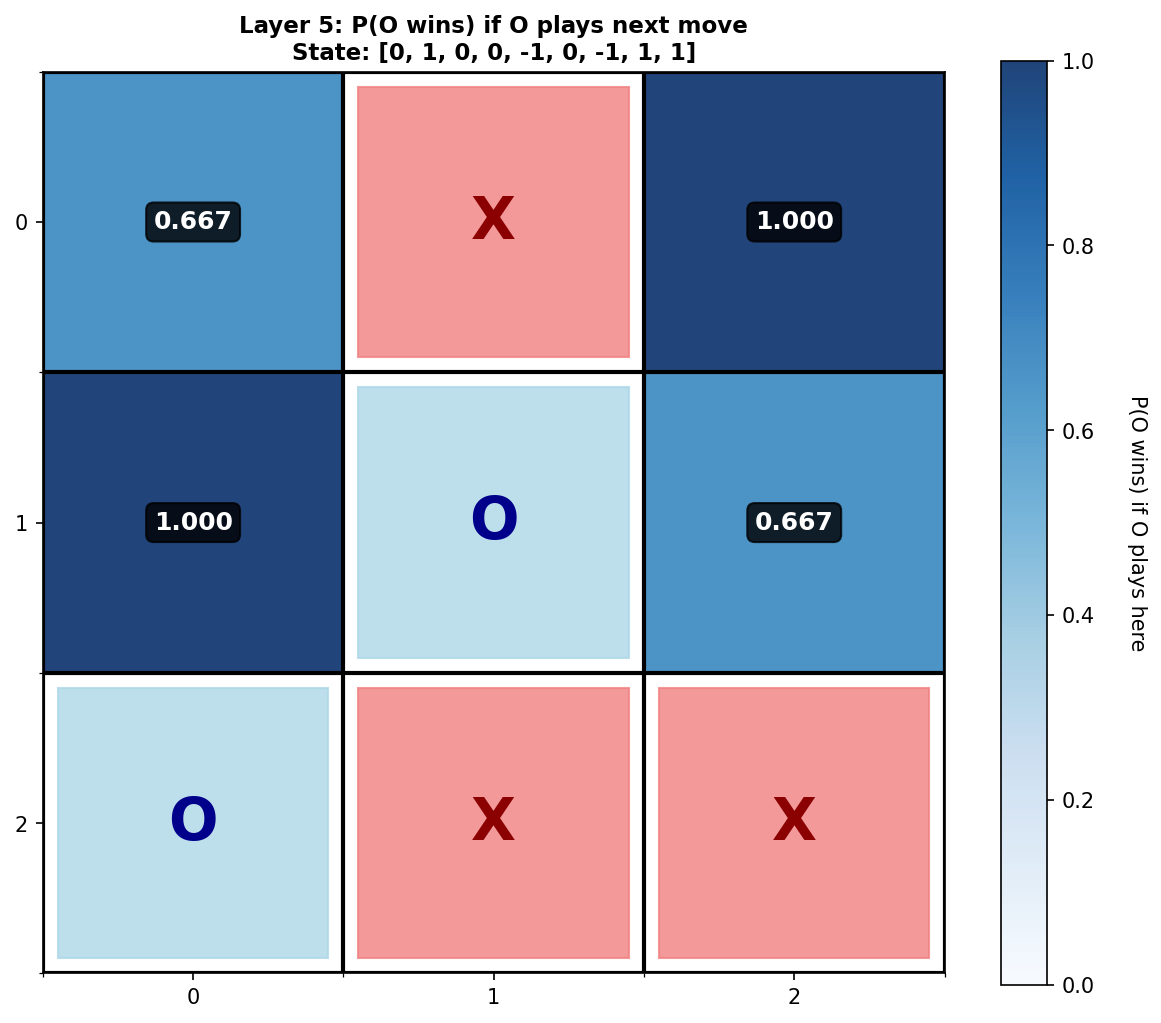 Layer 5: P(O wins) if O plays next move
State: [0, 1, 0, 0, -1, 0, -1, 1, 1]
0
0.667
X
1.000
1
1.000
O
0.667
2
O
X
X
0
1
2
1.0
0.8
0.6
0.4
0.2
0.0
P(O wins) if O plays here